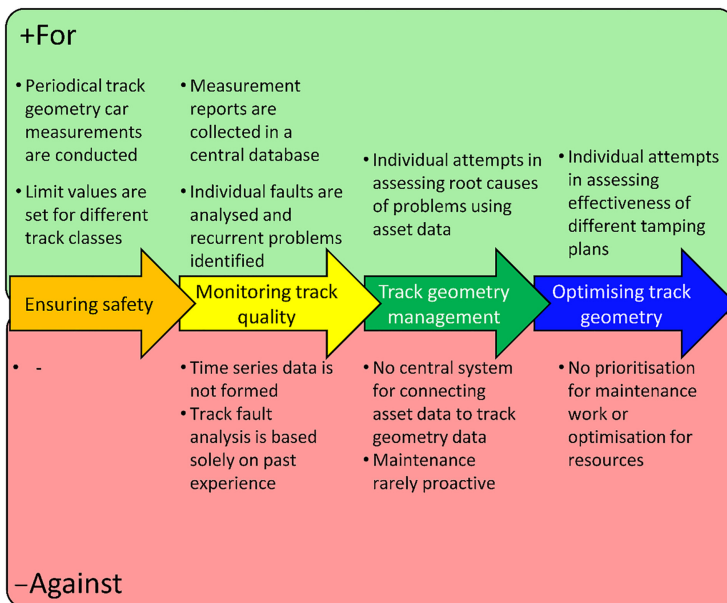 +For
• Periodical track
geometry car
measurements
are conducted
• Limit values are
set for different
track classes
• Measurement
reports are
collected in a
central database
• Individual faults are
analysed and
recurrent problems
identified
• Individual attempts in
assessing root causes
of problems using
asset data
• Individual attempts
in assessing
effectiveness of
different tamping
plans
Ensuring safety
Monitoring track
quality
Track geometry
management
Optimising track
geometry
• -
• Time series data is
not formed
• Track fault
analysis is based
solely on past
experience
• No central system
for connecting
asset data to track
geometry data
• Maintenance
rarely proactive
• No prioritisation
for maintenance
work or
optimisation for
resources
–Against